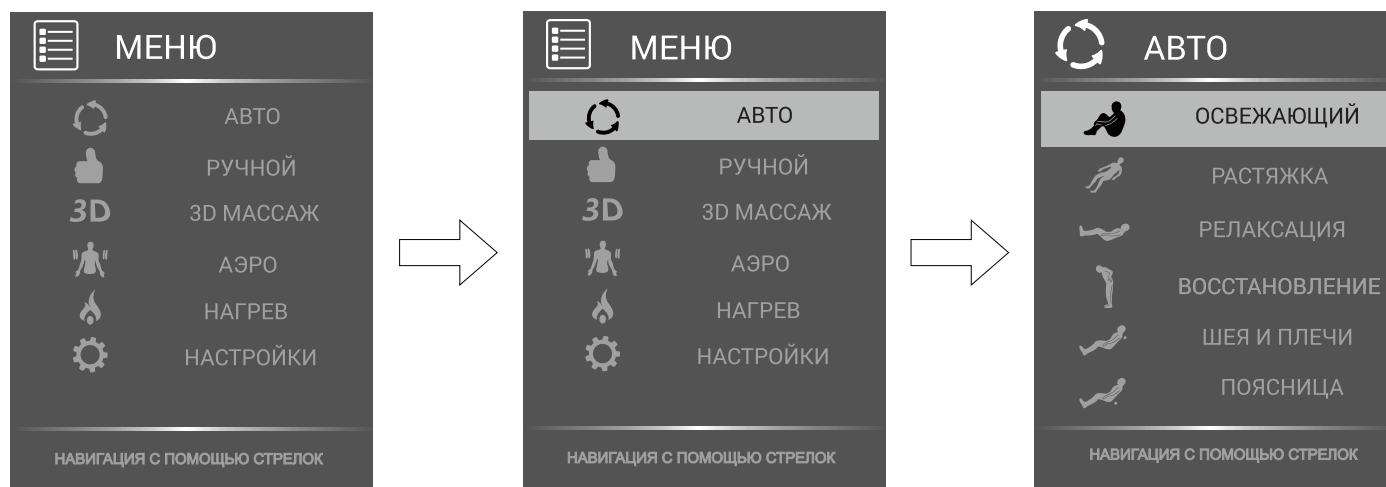 МЕНЮ
АВТО
РУЧНОЙ
3D 3D МАССАЖ
АЭРО
НАГРЕВ
НАСТРОЙКИ
НАВИГАЦИЯ С ПОМОЩЬЮ СТРЕЛОК
МЕНЮ
АВТО
РУЧНОЙ
3D 3D МАССАЖ
АЭРО
НАГРЕВ
НАСТРОЙКИ
НАВИГАЦИЯ С ПОМОЩЬЮ СТРЕЛОК
АВТО
ОСВЕЖАЮЩИЙ
РАСТЯЖКА
РЕЛАКСАЦИЯ
ВОССТАНОВЛЕНИЕ
ШЕЯ И ПЛЕЧИ
ПОЯСНИЦА
НАВИГАЦИЯ С ПОМОЩЬЮ СТРЕЛОК